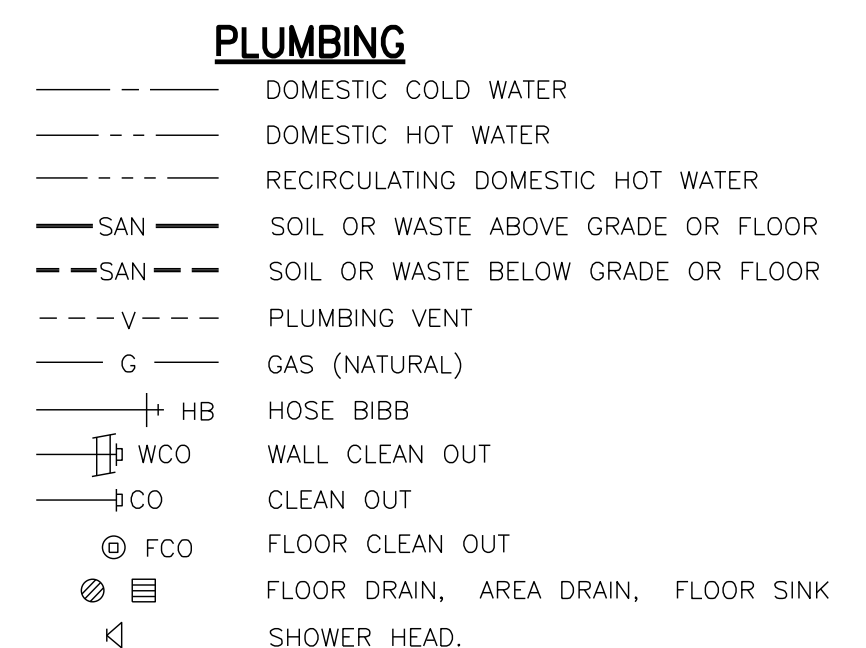 PLUMBING
DOMESTIC COLD WATER
DOMESTIC HOT WATER
RECIRCULATING DOMESTIC HOT WATER
SAN SOIL OR WASTE ABOVE GRADE OR FLOOR
SAN SOIL OR WASTE BELOW GRADE OR FLOOR
V PLUMBING VENT
G GAS (NATURAL)
HB HOSE BIBB
WCO WALL CLEAN OUT
CO CLEAN OUT
FCO FLOOR CLEAN OUT
FLOOR DRAIN, AREA DRAIN, FLOOR SINK
SHOWER HEAD.